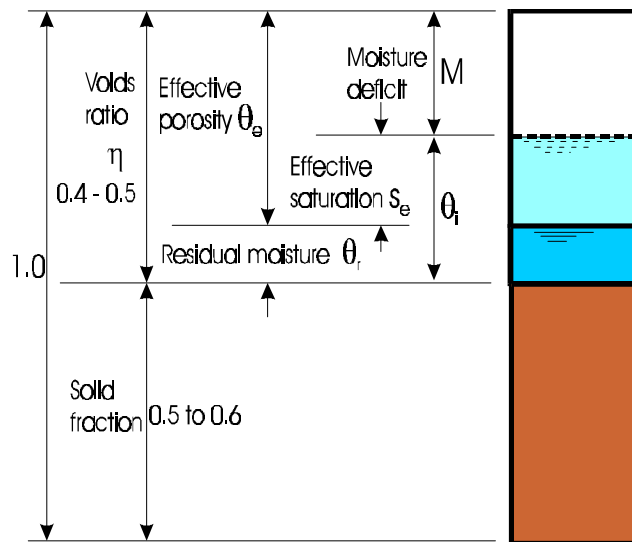 Voids
ratio
η
0.4 - 0.5
Effective
porosity θe
Moisture
deficit
M
Effective
saturation Se
θi
Residual moisture θr
1.0
Solid
fraction
0.5 to 0.6